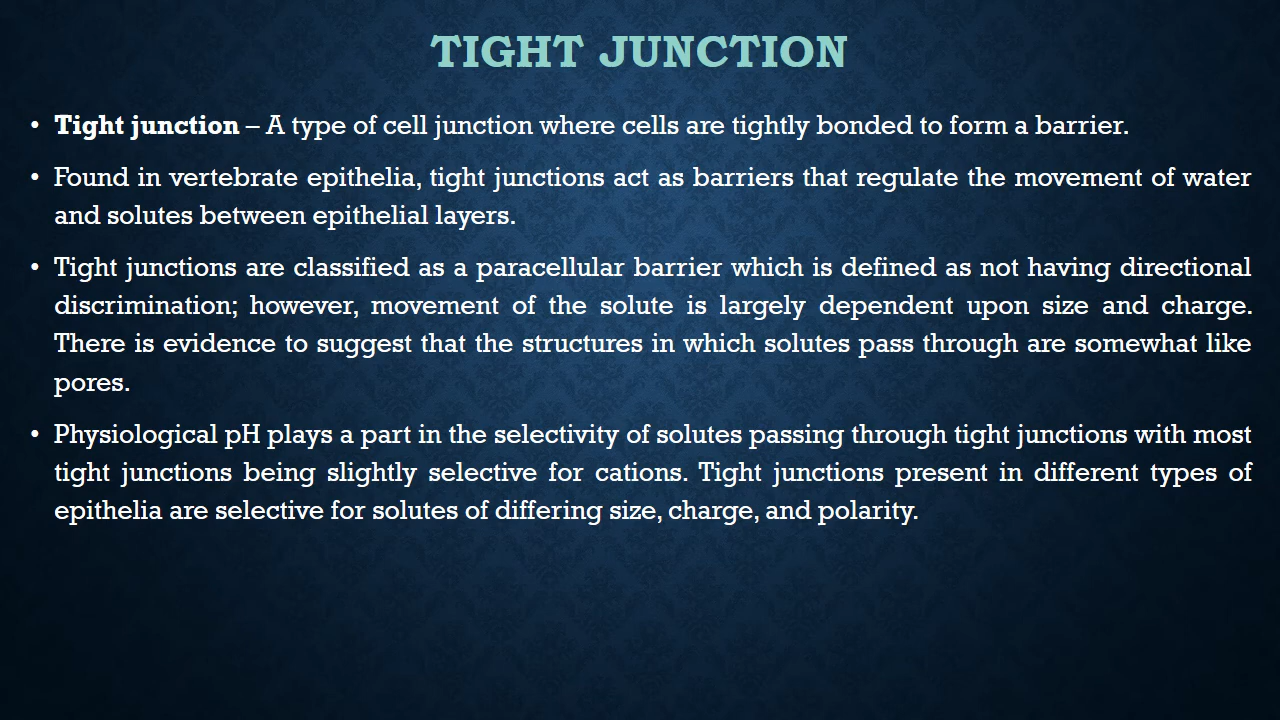 TIGHT JUNCTION
• Tight junction – A type of cell junction where cells are tightly bonded to form a barrier.
• Found in vertebrate epithelia, tight junctions act as barriers that regulate the movement of water
and solutes between epithelial layers.
• Tight junctions are classified as a paracellular barrier which is defined as not having directional
discrimination; however, movement of the solute is largely dependent upon size and charge.
There is evidence to suggest that the structures in which solutes pass through are somewhat like
pores.
• Physiological pH plays a part in the selectivity of solutes passing through tight junctions with most
tight junctions being slightly selective for cations. Tight junctions present in different types of
epithelia are selective for solutes of differing size, charge, and polarity.